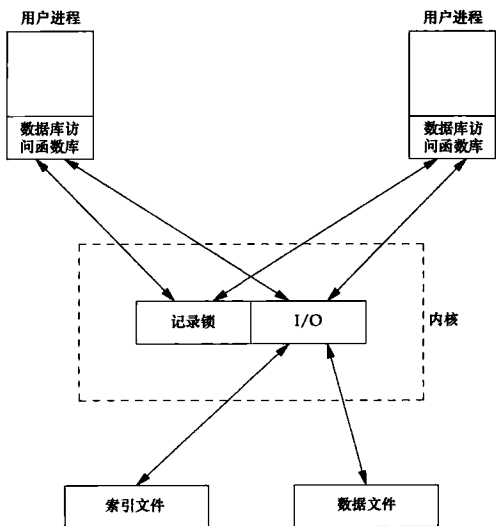 用户进程
用户进程
数据库访
问函数库
数据库访
问函数库
记录锁
I/O
内核
索引文件
数据文件